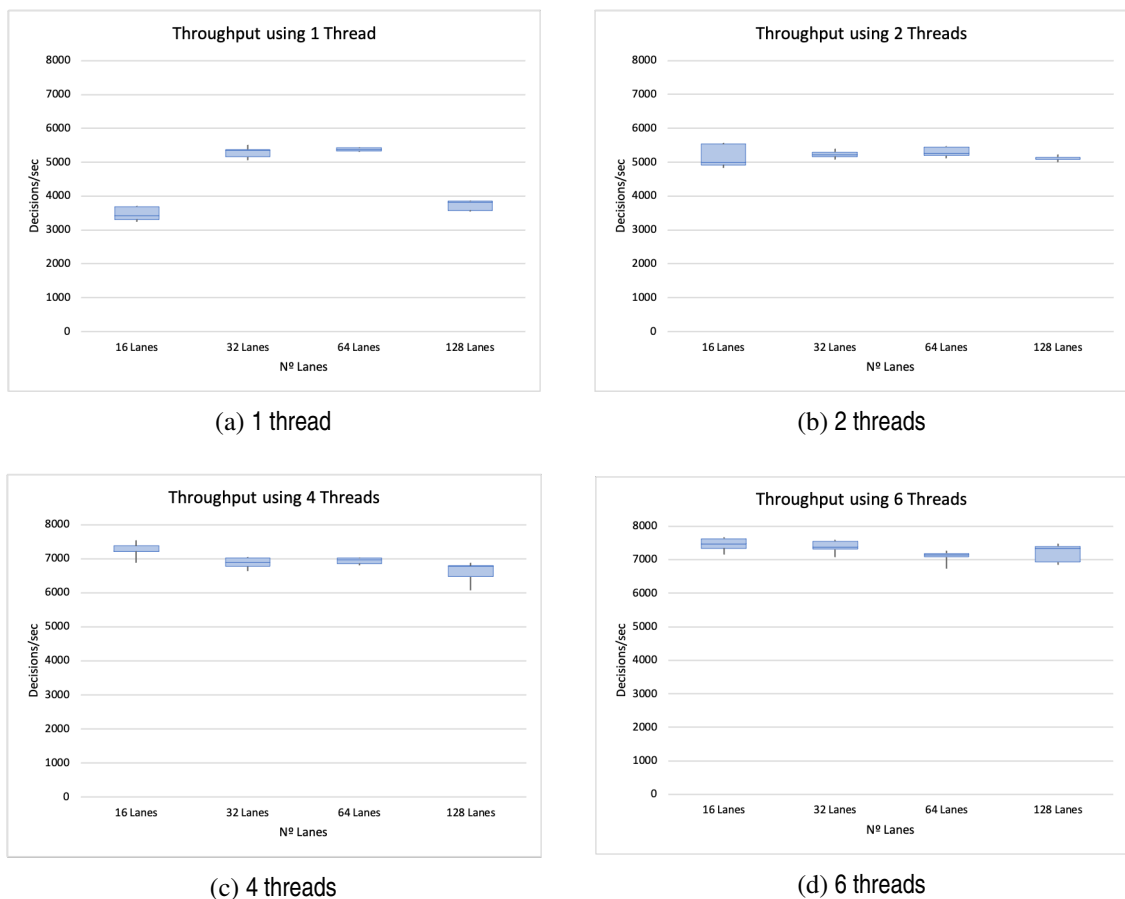 Throughput using 1 Thread
8000
7000
6000
5000
4000
3000
2000
1000
0
Decisions/sec
16 Lanes 32 Lanes 64 Lanes 128 Lanes
Nº Lanes
(a) 1 thread
Throughput using 2 Threads
8000
7000
6000
5000
4000
3000
2000
1000
0
Decisions/sec
16 Lanes 32 Lanes 64 Lanes 128 Lanes
Nº Lanes
(b) 2 threads
Throughput using 4 Threads
8000
7000
6000
5000
4000
3000
2000
1000
0
Decisions/sec
16 Lanes 32 Lanes 64 Lanes 128 Lanes
Nº Lanes
(c) 4 threads
Throughput using 6 Threads
8000
7000
6000
5000
4000
3000
2000
1000
0
Decisions/sec
16 Lanes 32 Lanes 64 Lanes 128 Lanes
Nº Lanes
(d) 6 threads